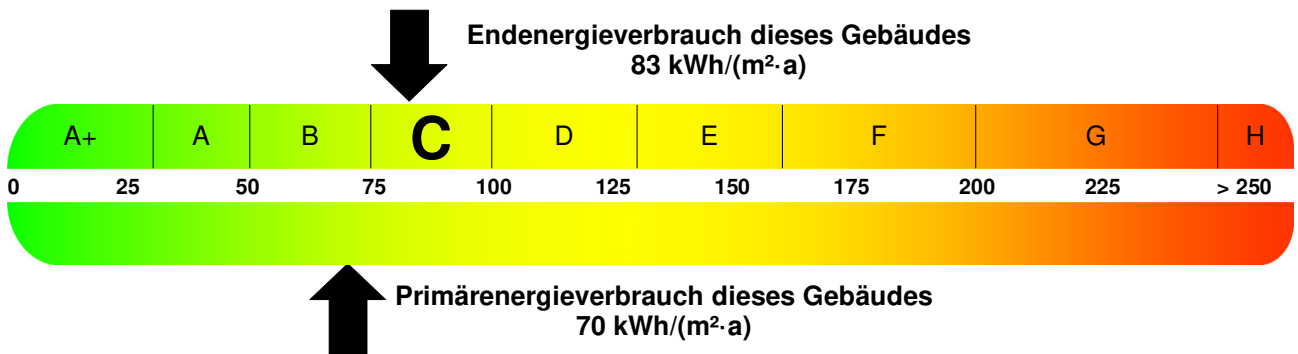 Endenergieverbrauch dieses Gebäudes
83 kWh/(m²·a)
A+ A B C D E F G H
0 25 50 75 100 125 150 175 200 225 > 250
Primärenergieverbrauch dieses Gebäudes
70 kWh/(m²·a)